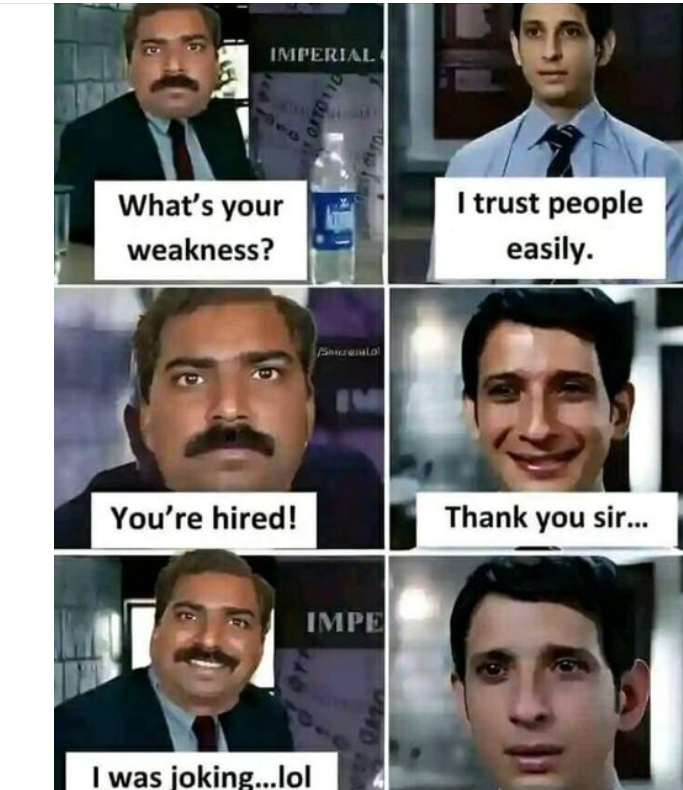 IMPERIAL
What's your
weakness?
I trust people
easily.
You're hired!
Thank you sir...
IMPE
I was joking...lol